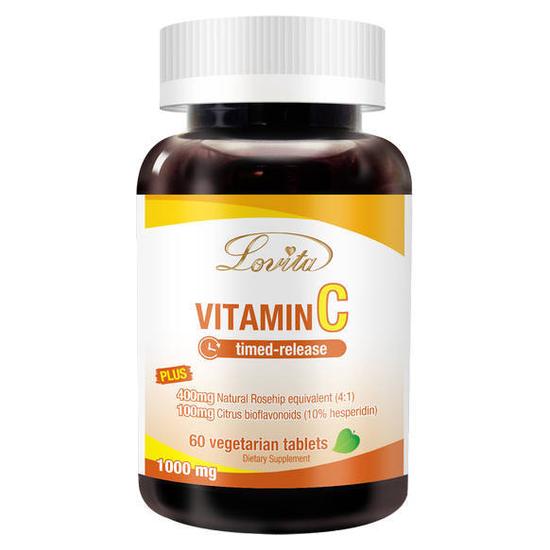 Lovita
VITAMIN C
timed-release
PLUS
400mg Natural Rosehip equivalent (4:1)
100mg Citrus bioflavonoids (10% hesperidin)
60 vegetarian tablets
Dietary Supplement
1000 mg